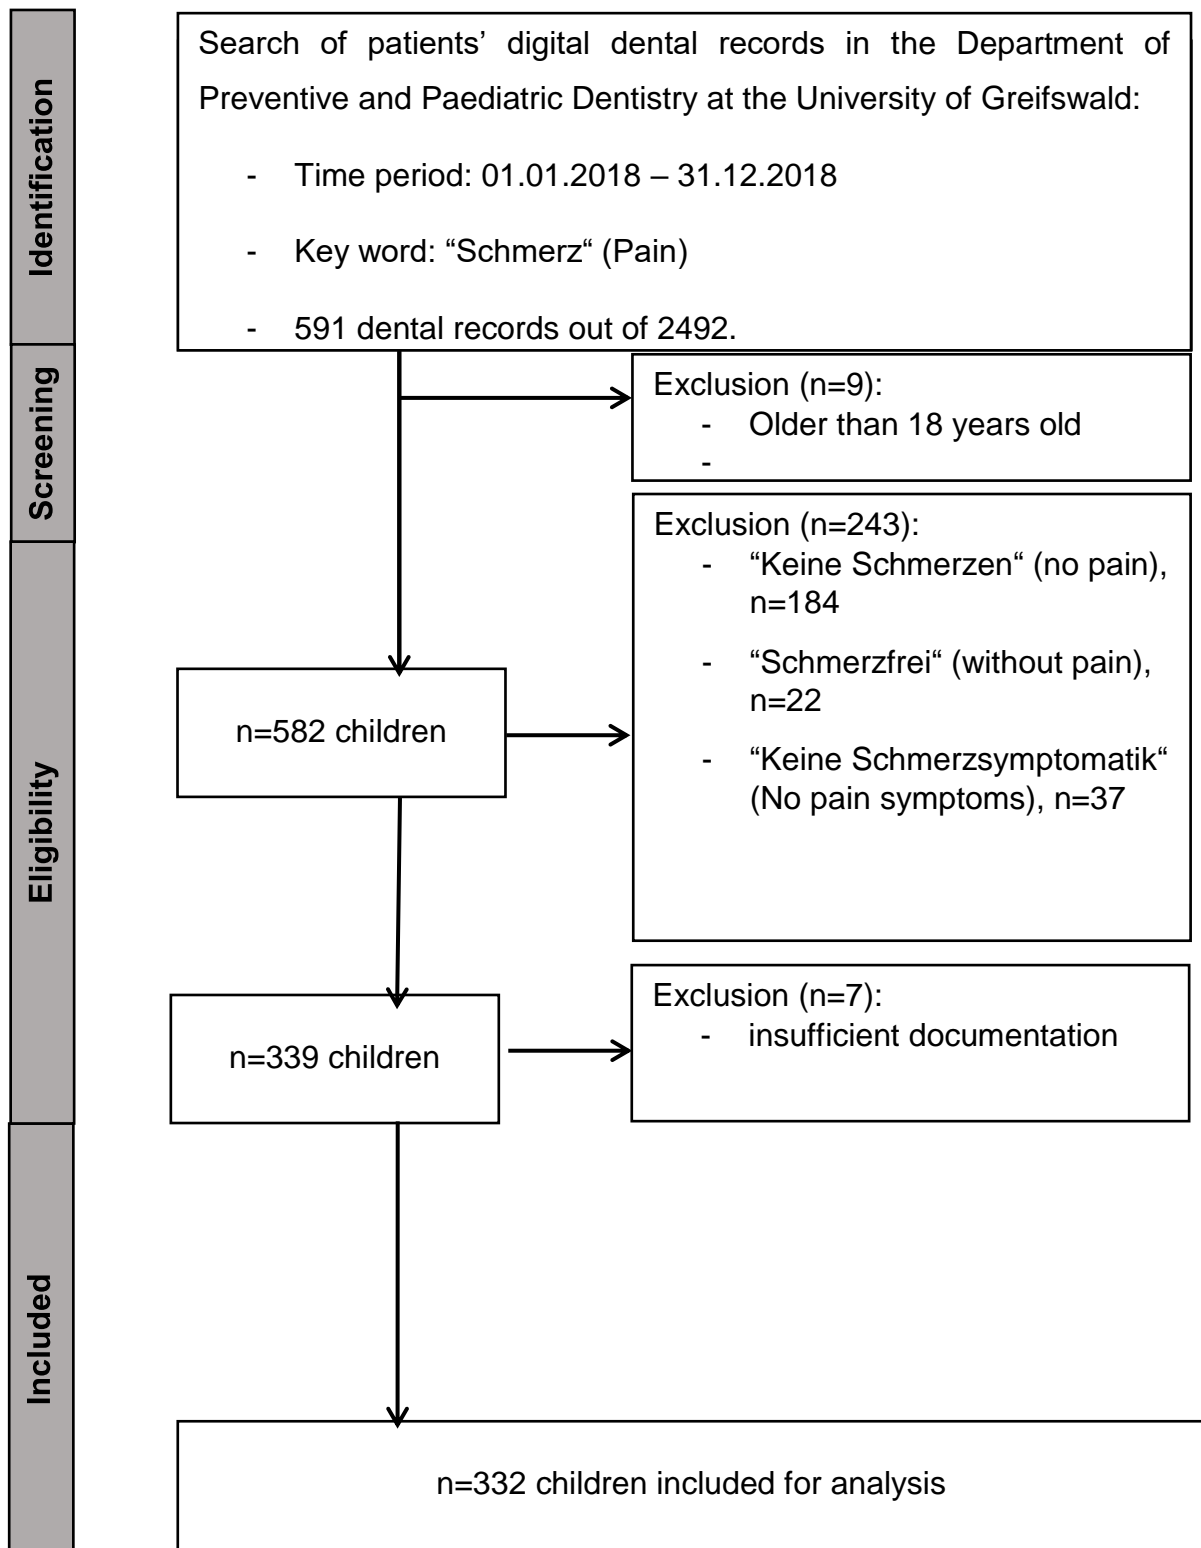 Identification
Search of patients’ digital dental records in the Department of
Preventive and Paediatric Dentistry at the University of Greifswald:
- Time period: 01.01.2018 – 31.12.2018
- Key word: “Schmerz“ (Pain)
- 591 dental records out of 2492.
Screening
Exclusion (n=9):
- Older than 18 years old
-
Eligibility
n=582 children
Exclusion (n=243):
- “Keine Schmerzen“ (no pain),
n=184
- “Schmerzfrei“ (without pain),
n=22
- “Keine Schmerzsymptomatik“
(No pain symptoms), n=37
n=339 children
Exclusion (n=7):
- insufficient documentation
Included
n=332 children included for analysis